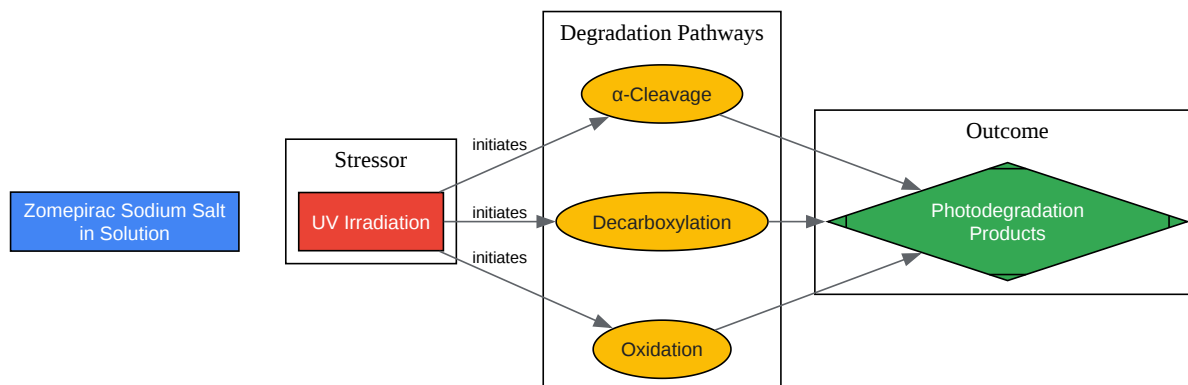 Zomepirac Sodium Salt
in Solution
Stressor
UV Irradiation
initiates
initiates
initiates
Degradation Pathways
α-Cleavage
Decarboxylation
Oxidation
Outcome
Photodegradation
Products